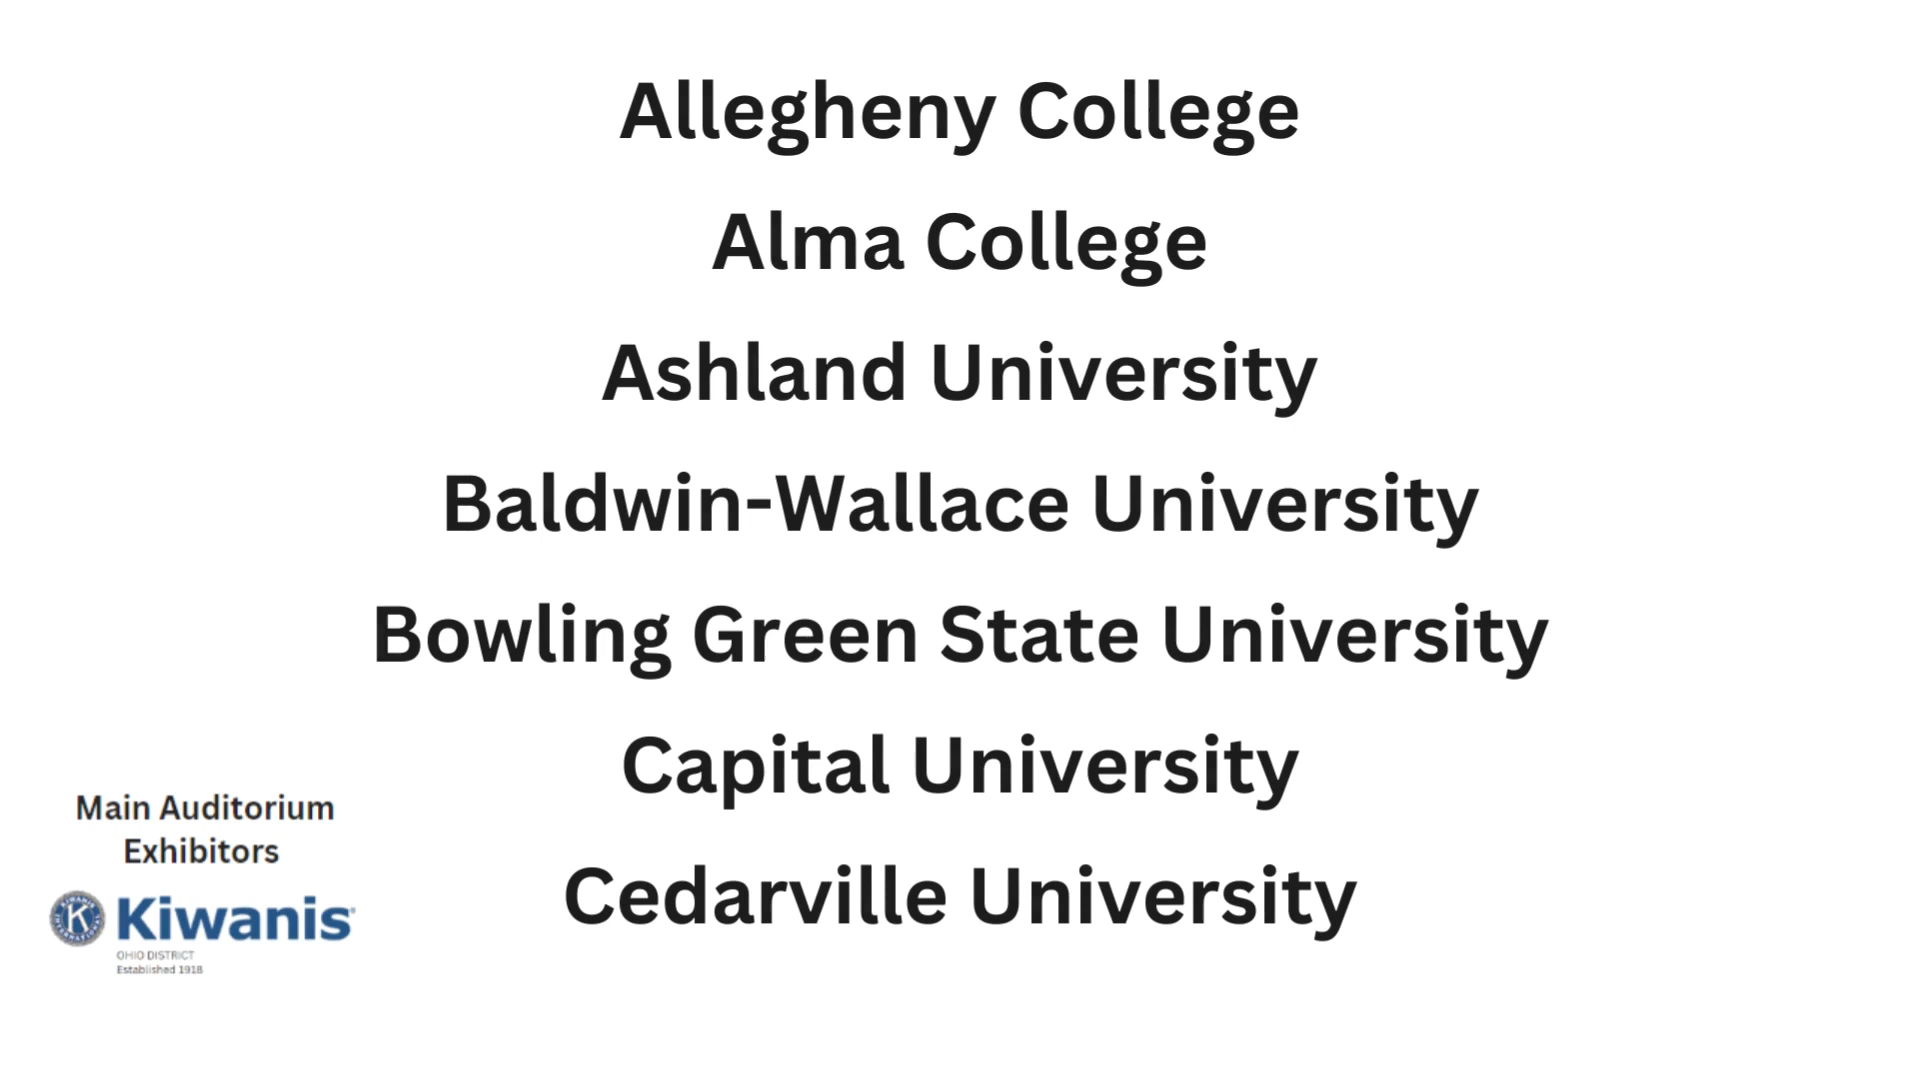 Allegheny College
Alma College
Ashland University
Baldwin-Wallace University
Bowling Green State University
Capital University
Cedarville University
Main Auditorium
Exhibitors
Kiwanis
OHIO DISTRICT
Established 1918